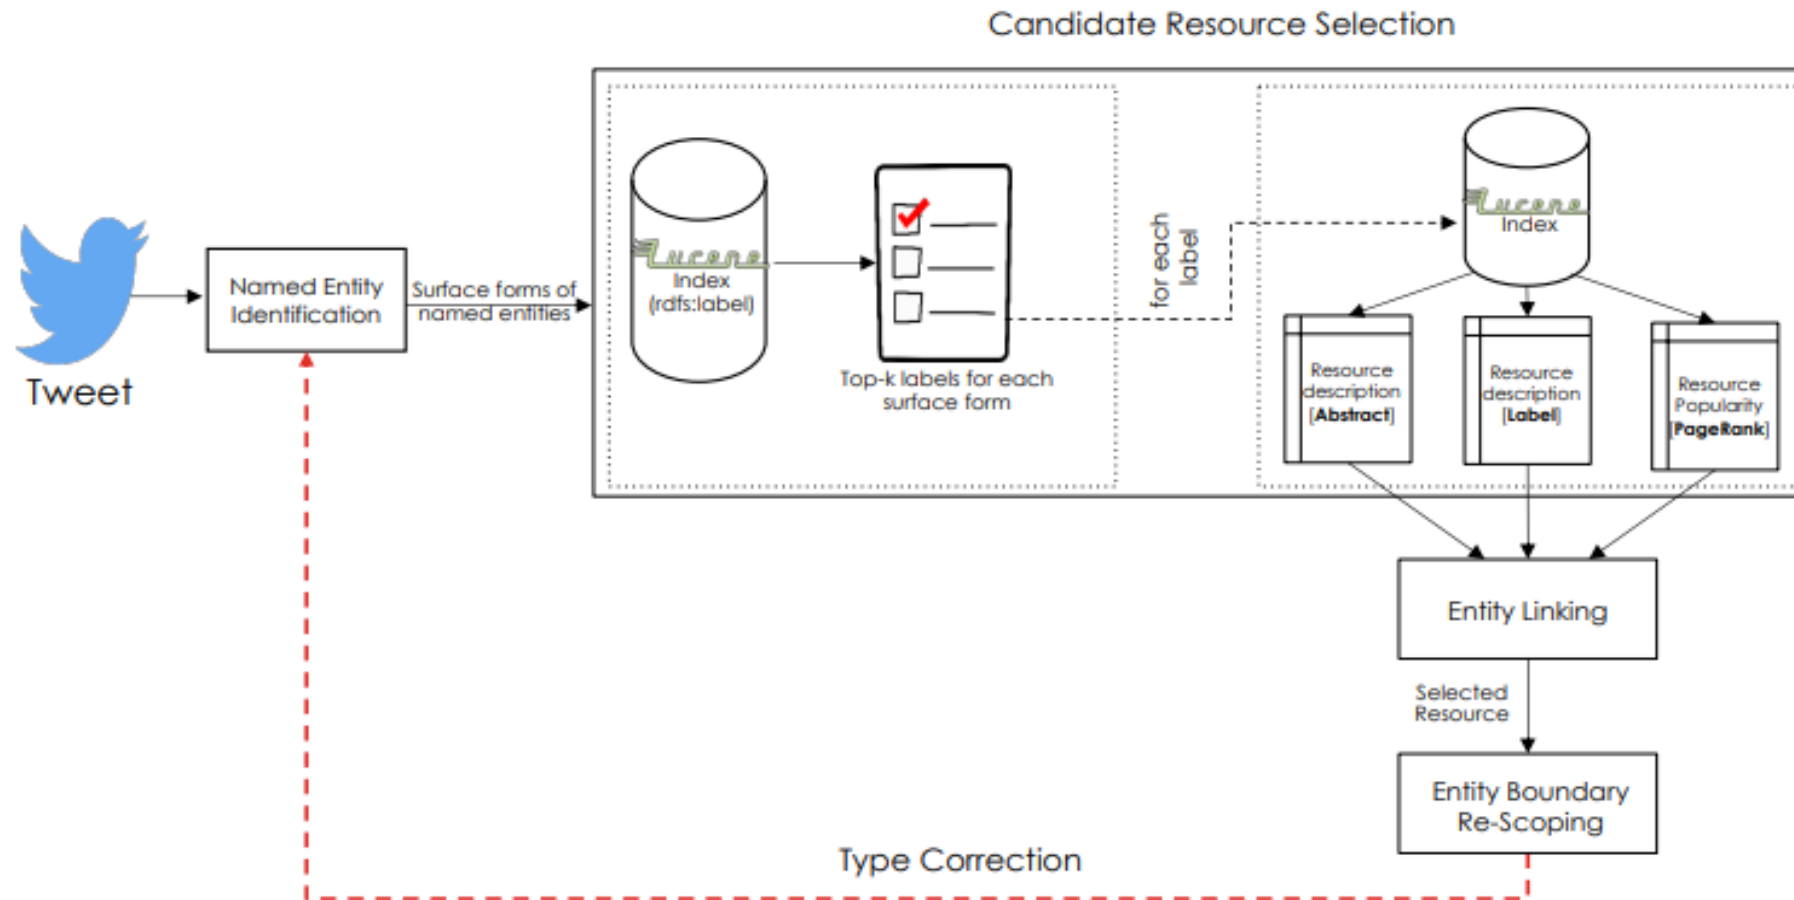 Candidate Resource Selection
Tweet
Named Entity
Identification
Surface forms of
named entities
Lucene
Index
(rdfs:label)
Top-k labels for each
surface form
for each
label
Lucene
Index
Resource
description
[Abstract]
Resource
description
[Label]
Resource
Popularity
[PageRank]
Entity Linking
Selected
Resource
Entity Boundary
Re-Scoping
Type Correction